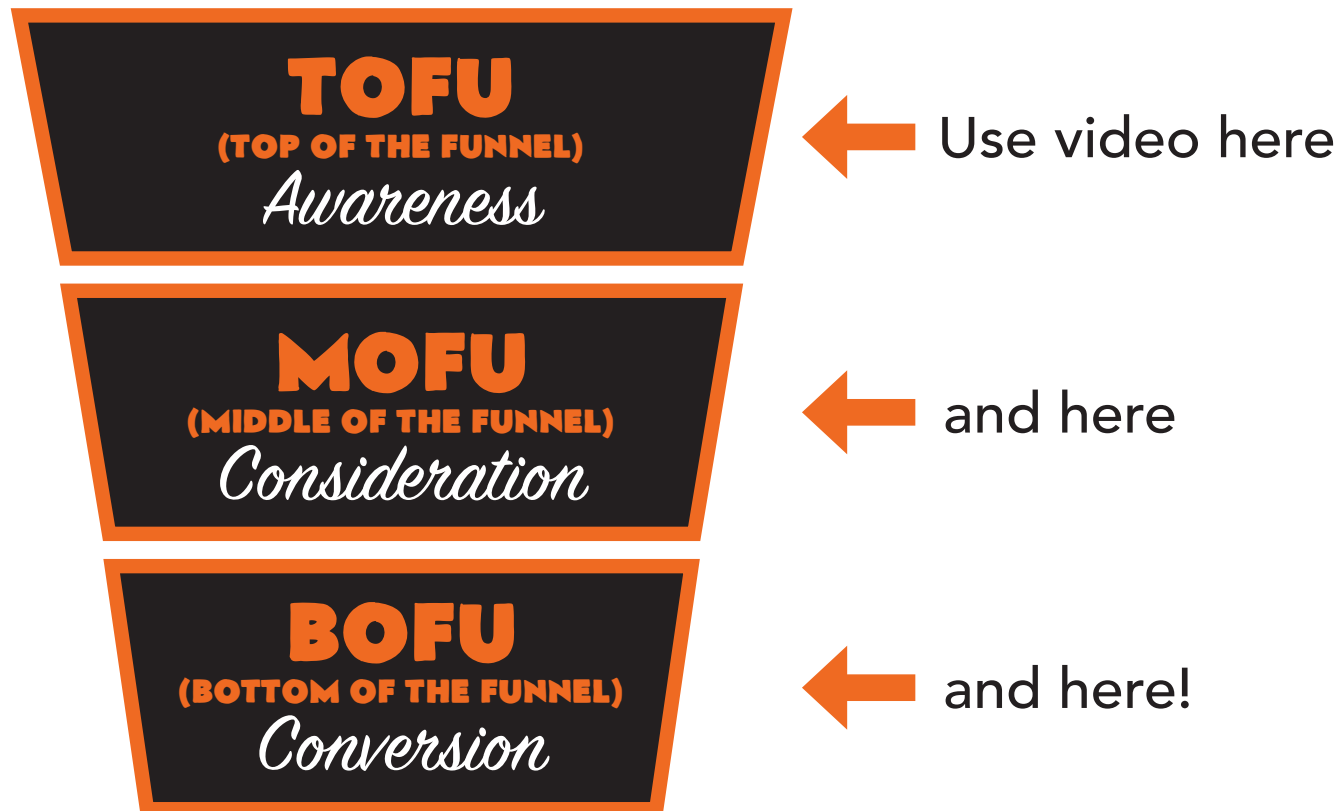 TOFU
(TOP OF THE FUNNEL)
Awareness
Use video here
MOFU
(MIDDLE OF THE FUNNEL)
Consideration
and here
BOFU
(BOTTOM OF THE FUNNEL)
Conversion
and here!